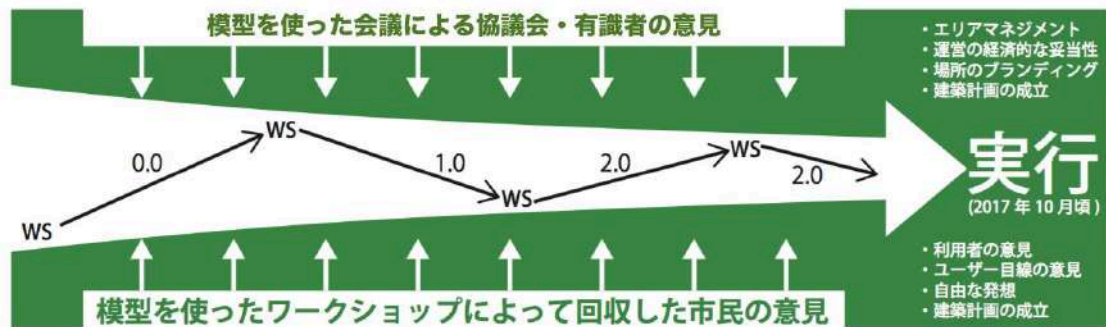 模型を使った会議による協議会・有識者の意見
・エリアマネジメント
・運営の経済的な妥当性
・場所のブランディング
・建築計画の成立
WS
0.0
WS
1.0
WS
2.0
WS
2.0
実行
(2017年10月頃)
・利用者の意見
・ユーザー目線の意見
・自由な発想
・建築計画の成立
模型を使ったワークショップによって回収した市民の意見